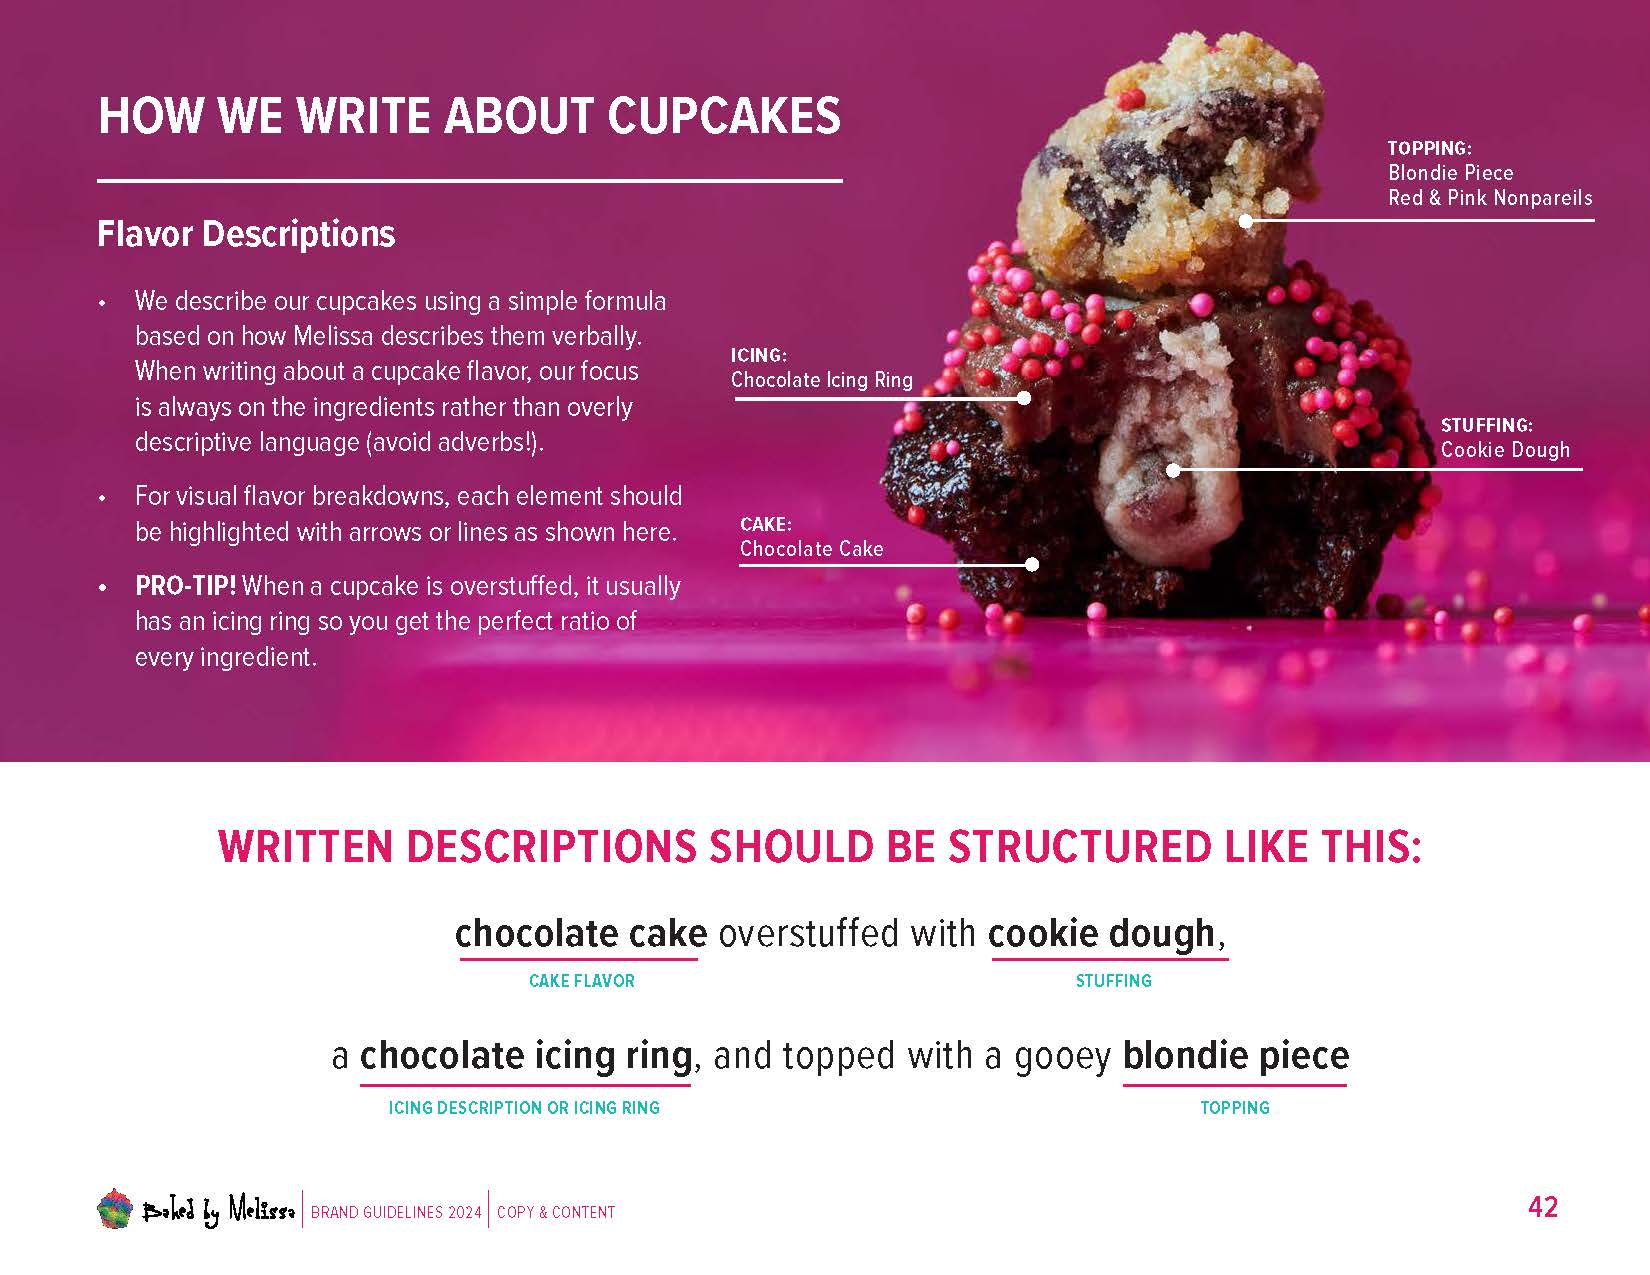 HOW WE WRITE ABOUT CUPCAKES
Flavor Descriptions
• We describe our cupcakes using a simple formula
based on how Melissa describes them verbally.
When writing about a cupcake flavor, our focus
is always on the ingredients rather than overly
descriptive language (avoid adverbs!).
• For visual flavor breakdowns, each element should
be highlighted with arrows or lines as shown here.
• PRO-TIP! When a cupcake is overstuffed, it usually
has an icing ring so you get the perfect ratio of
every ingredient.
TOPPING:
Blondie Piece
Red & Pink Nonpareils
ICING:
Chocolate Icing Ring
STUFFING:
Cookie Dough
CAKE:
Chocolate Cake
WRITTEN DESCRIPTIONS SHOULD BE STRUCTURED LIKE THIS:
chocolate cake overstuffed with cookie dough,
CAKE FLAVOR STUFFING
a chocolate icing ring, and topped with a gooey blondie piece
ICING DESCRIPTION OR ICING RING TOPPING
Baked by Melissa BRAND GUIDELINES 2024 COPY & CONTENT 42